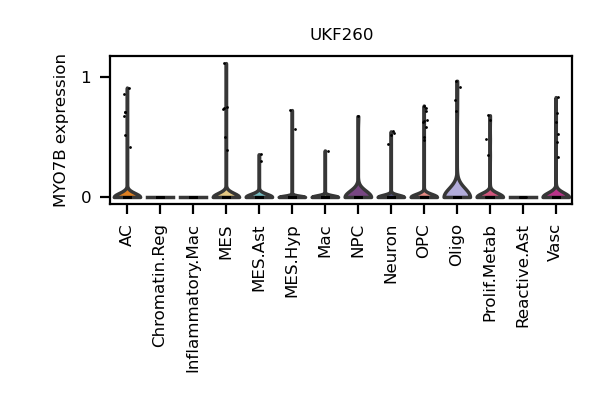 UKF260
MYO7B expression
1
0
AC
Chromatin.Reg
Inflammatory.Mac
MES
MES.Ast
MES.Hyp
Mac
NPC
Neuron
OPC
Oligo
Prolif.Metab
Reactive.Ast
Vasc